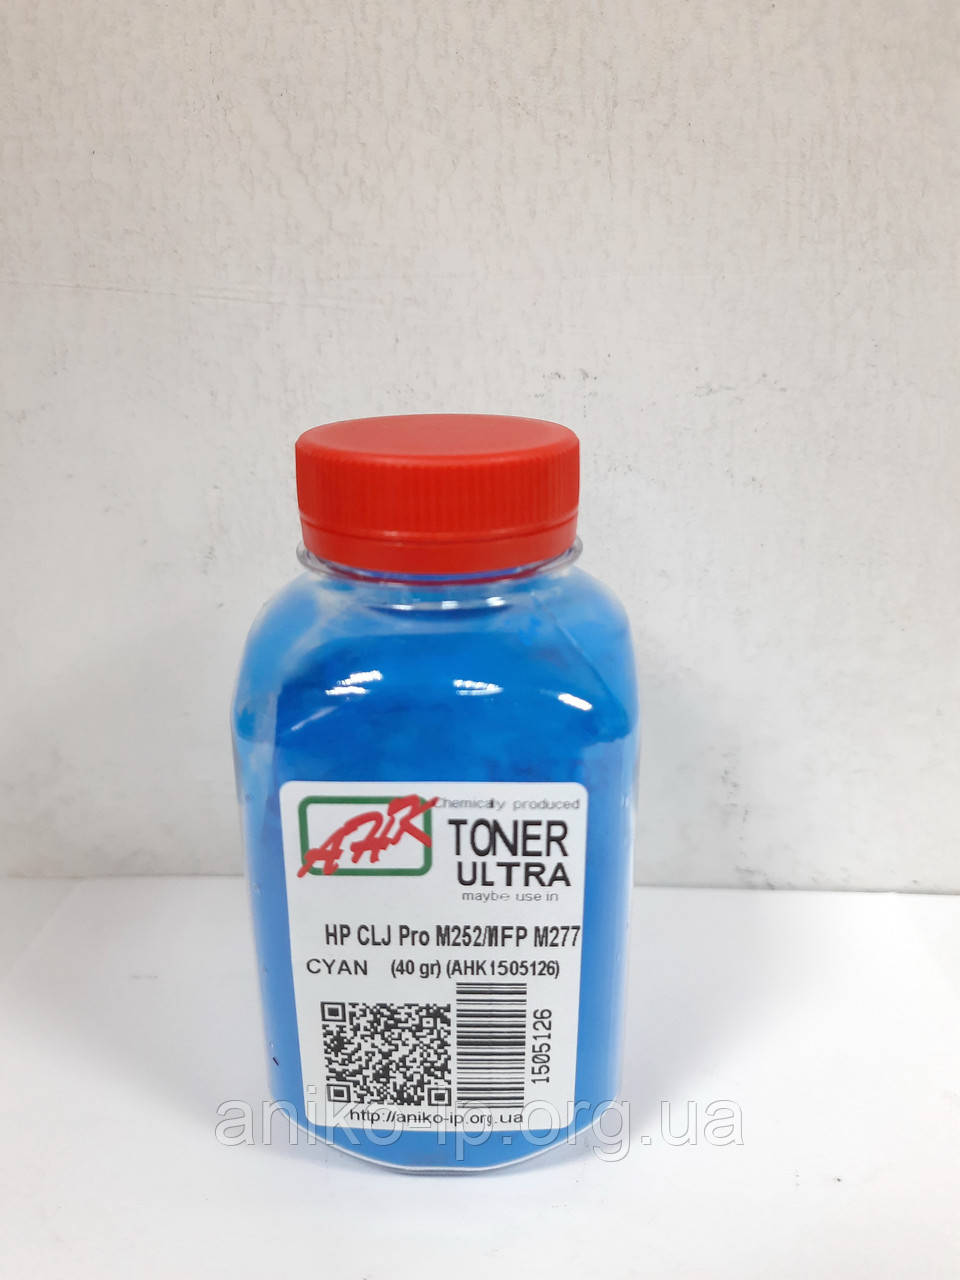 АНК
Chemically produced
TONER
ULTRA
maybe use in
HP CLJ Pro M252/MFP M277
CYAN (40 gr) (AHK1505126)
1505126
http://aniko-ip.org.ua
aniko-ip.org.ua